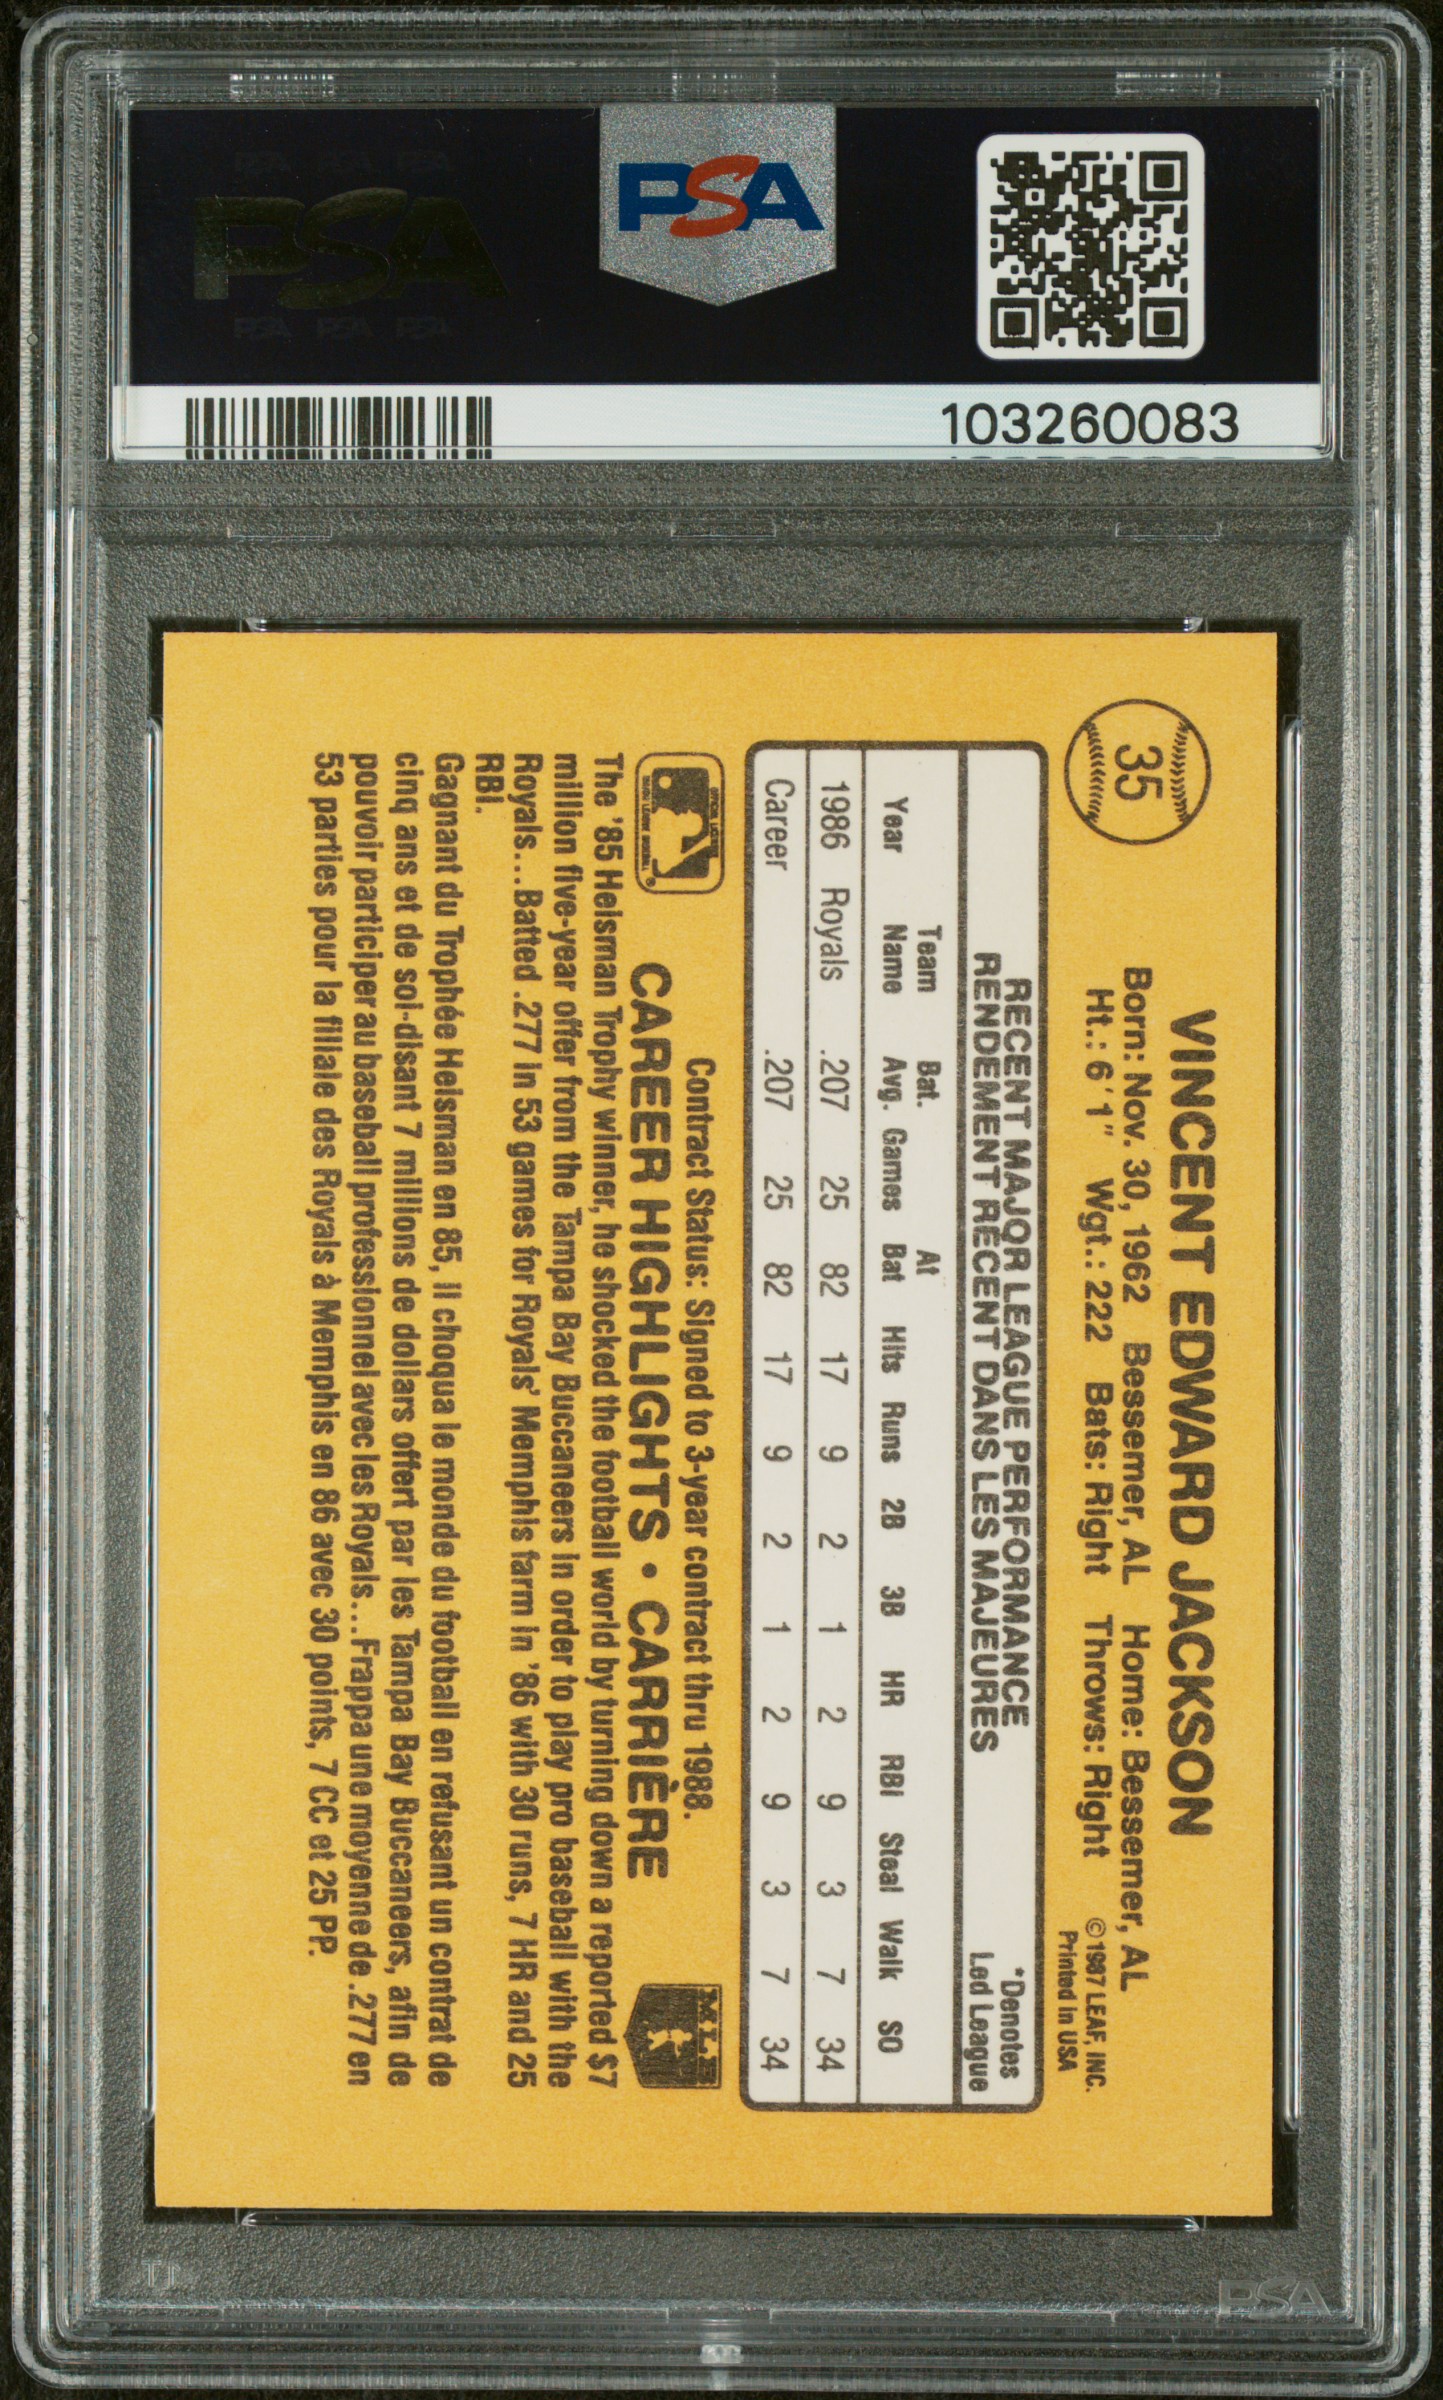 PSA
PSA
PSA PSA PSA
PSA PSA PSA
103260083
35
VINCENT EDWARD JACKSON
Born: Nov. 30, 1962 Bessemer, AL Home: Bessemer, AL
Ht.: 6'1" Wgt.: 222 Bats: Right Throws: Right
©1987 LEAF, INC.
Printed in USA
RECENT MAJOR LEAGUE PERFORMANCE
RENDEMENT RECENT DANS LES MAJEURES
*Denotes
Led League
Team Bat. At
Year Name Avg. Games Bat Hits Runs 2B 3B HR RBI Steal Walk SO
1986 Royals .207 25 82 17 9 2 1 2 9 3 7 34
Career .207 25 82 17 9 2 1 2 9 3 7 34
Contract Status: Signed to 3-year contract thru 1988.
CAREER HIGHLIGHTS • CARRIÈRE
MLB
The '85 Heisman Trophy winner, he shocked the football world by turning down a reported $7
million five-year offer from the Tampa Bay Buccaneers in order to play pro baseball with the
Royals...Batted .277 in 53 games for Royals' Memphis farm in '86 with 30 runs, 7 HR and 25
RBI.
Gagnant du Trophée Heisman en 85, il choqua le monde du football en refusant un contrat de
cinq ans et de soi-disant 7 millions de dollars offert par les Tampa Bay Buccaneers, afin de
pouvoir participer au baseball professionnel avec les Royals...Frappa une moyenne de .277 en
53 parties pour la filiale des Royals à Memphis en 86 avec 30 points, 7 CC et 25 PP.
PSA